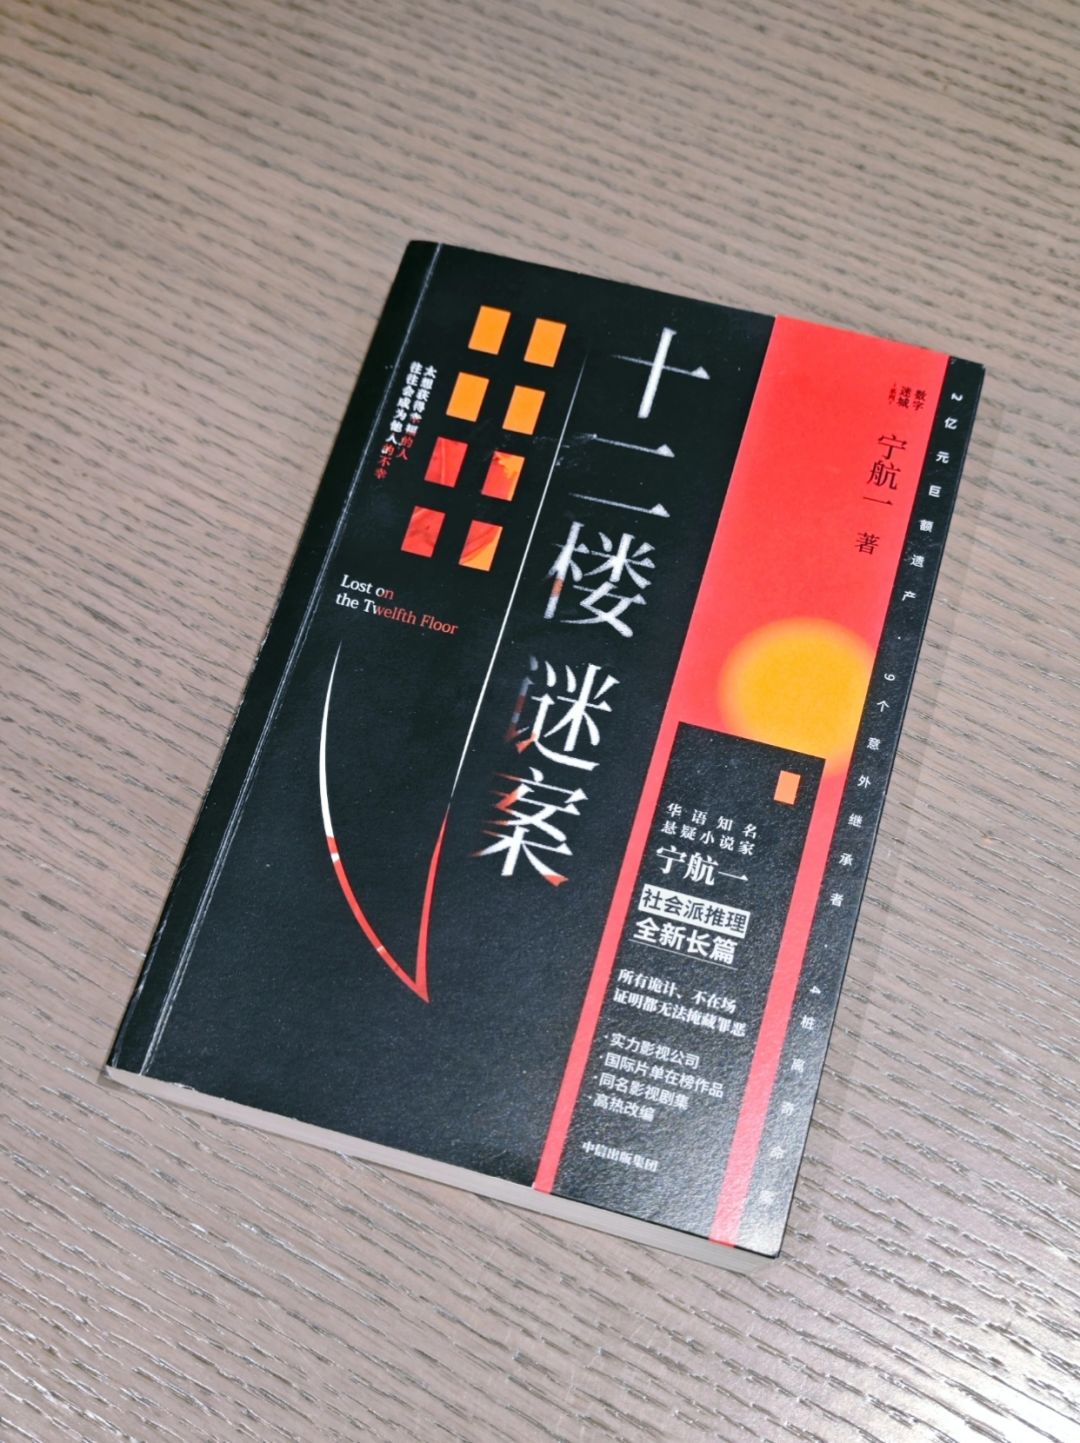 十二楼谜案
太想获得幸福的人
往往会成为他人的不幸
Lost on
the Twelfth Floor
数字
迷城
系列
宁航一 著
2亿元巨额遗产
9个意外继承者
4桩离奇命案
华语知名
悬疑小说家
宁航一
社会派推理
全新长篇
所有诡计、不在场
证明都无法掩藏罪恶
·实力影视公司
·国际片单在榜作品
·同名影视剧集
·高热改编
中信出版集团